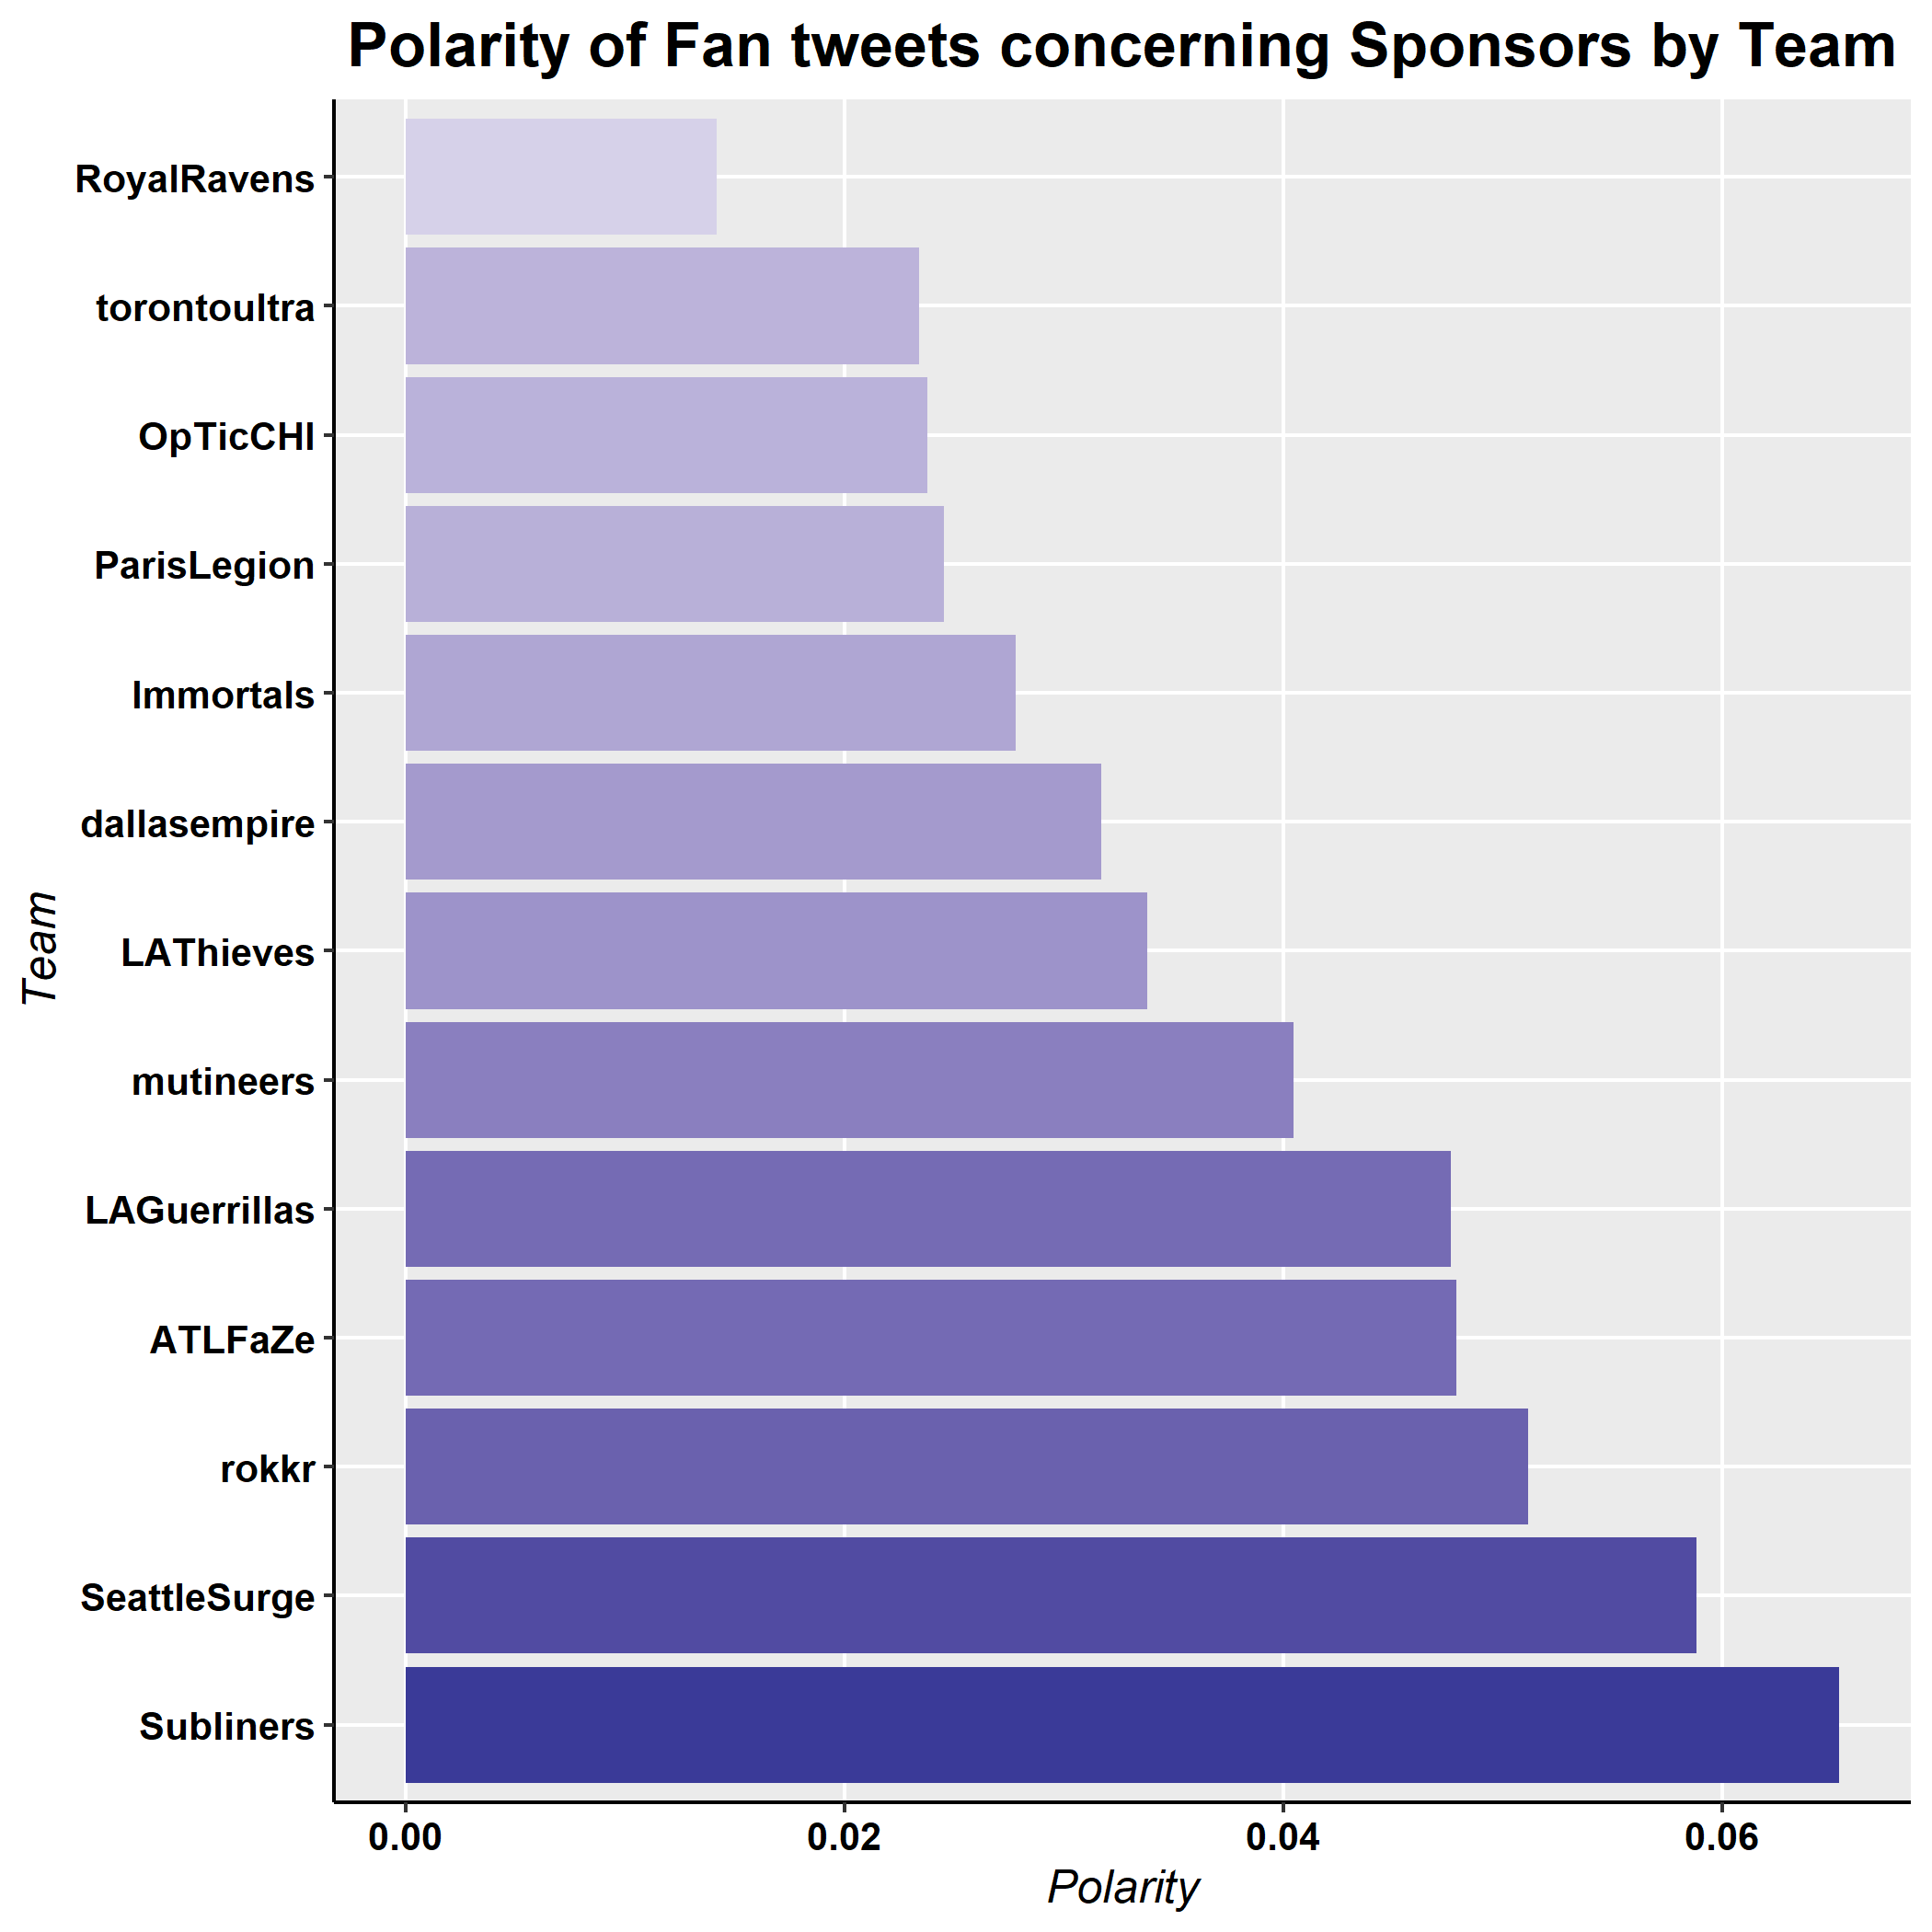 Polarity of Fan tweets concerning Sponsors by Team
RoyalRavens
torontoultra
OpTicCHI
ParisLegion
Immortals
dallasempire
LAThieves
mutineers
LAGuerrillas
ATLFaZe
rokkr
SeattleSurge
Subliners
Team
0.00 0.02 0.04 0.06
Polarity